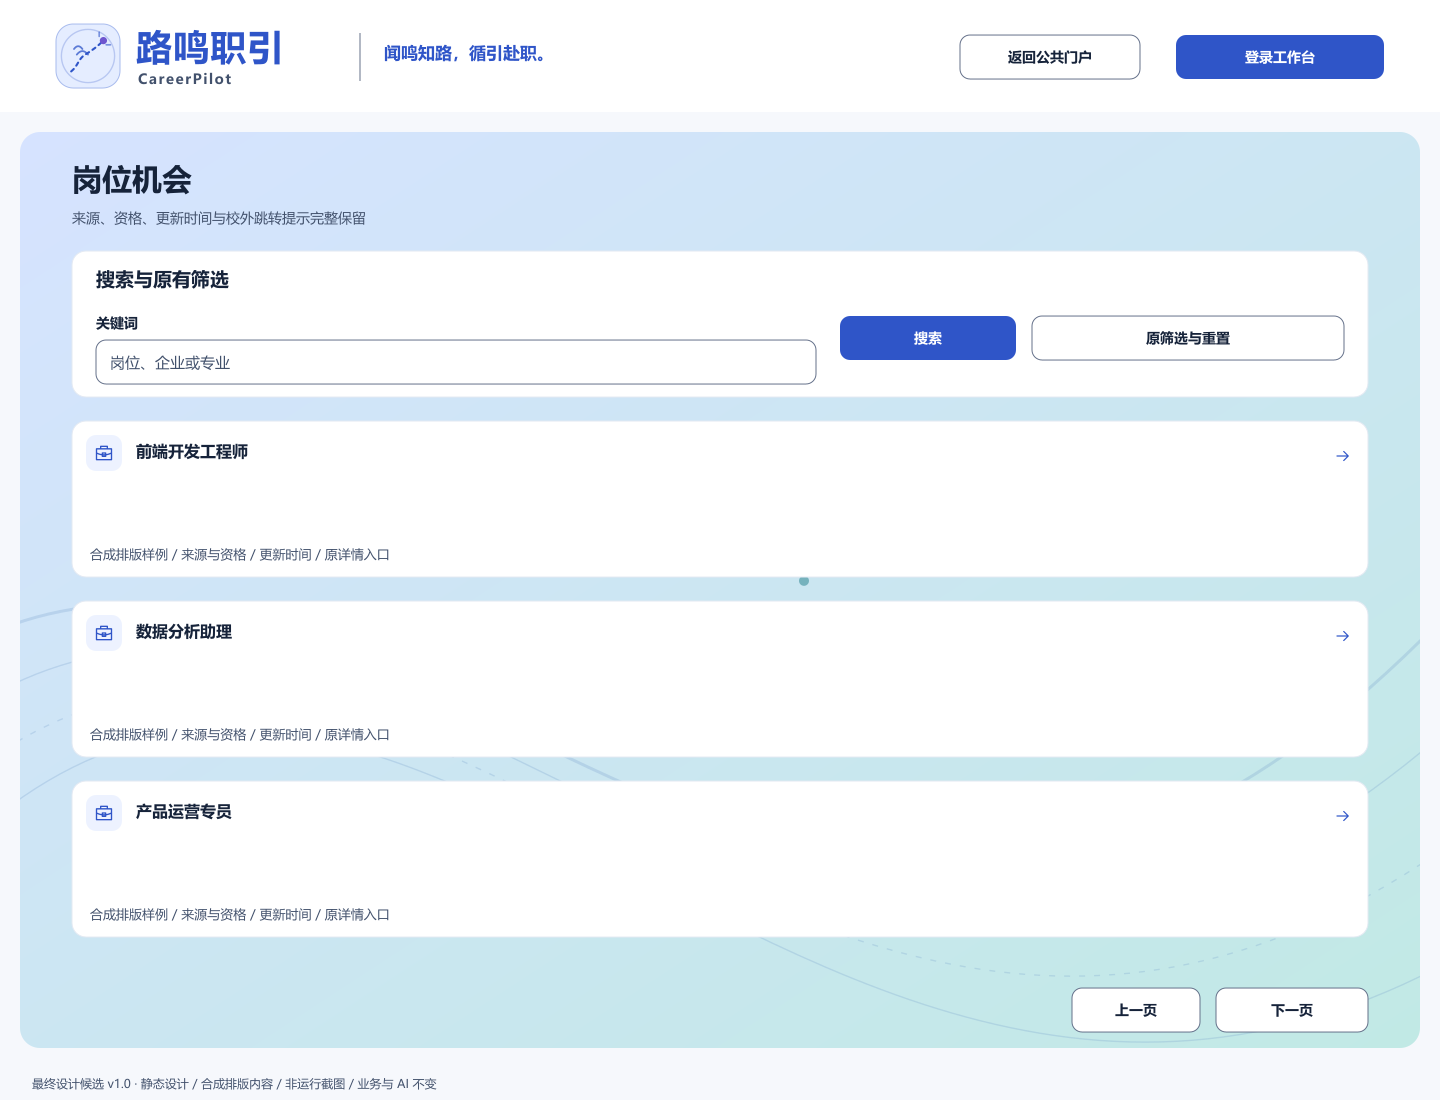 路鸣职引
CareerPilot
闻鸣知路，循引赴职。
返回公共门户
登录工作台
岗位机会
来源、资格、更新时间与校外跳转提示完整保留
搜索与原有筛选
关键词
岗位、企业或专业
搜索
原筛选与重置
前端开发工程师
合成排版样例 / 来源与资格 / 更新时间 / 原详情入口
数据分析助理
合成排版样例 / 来源与资格 / 更新时间 / 原详情入口
产品运营专员
合成排版样例 / 来源与资格 / 更新时间 / 原详情入口
上一页
下一页
最终设计候选 v1.0 · 静态设计 / 合成排版内容 / 非运行截图 / 业务与 AI 不变